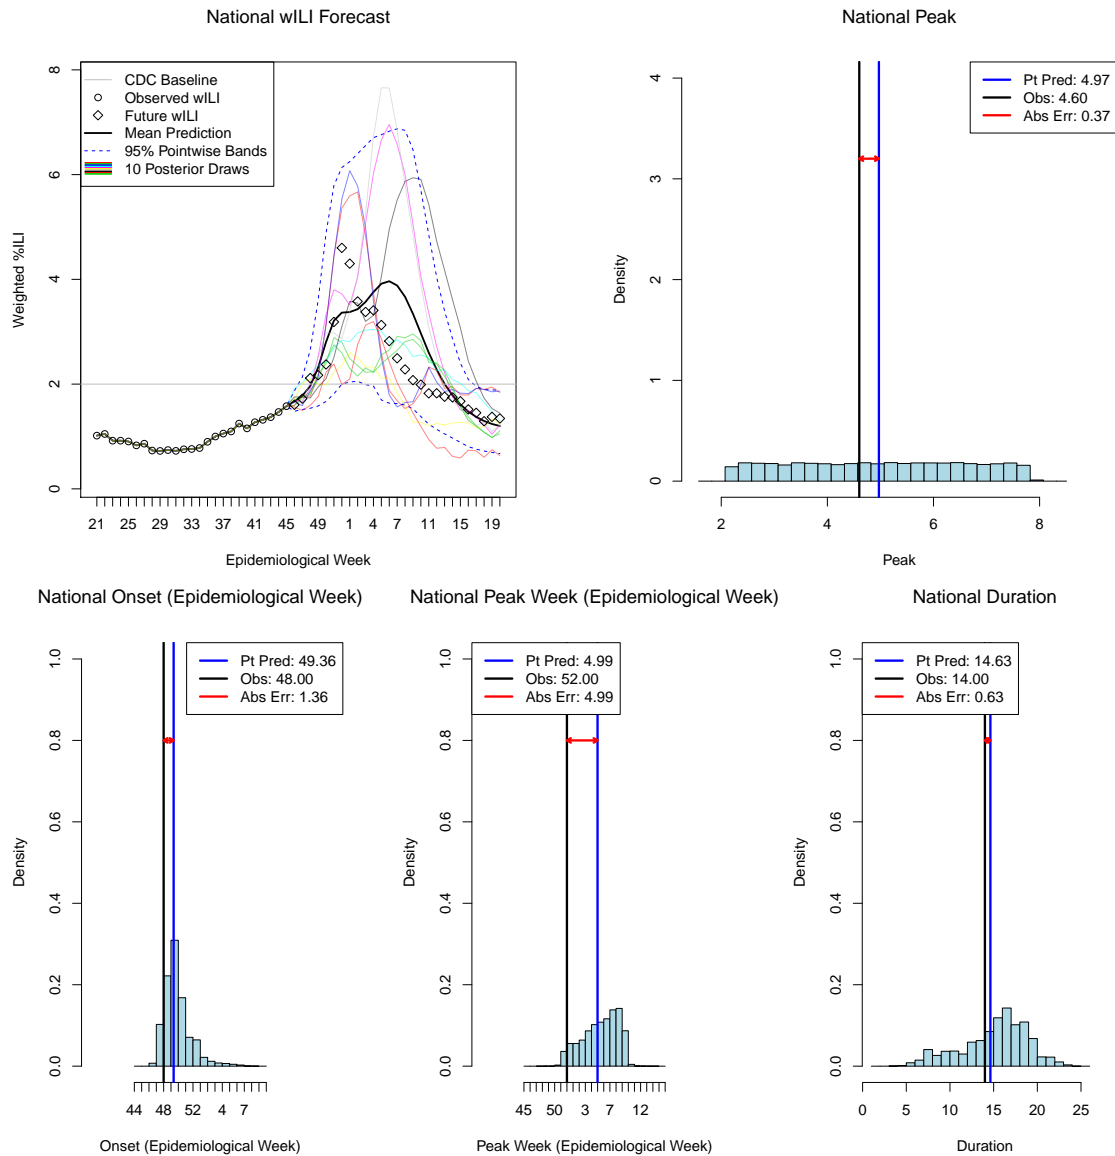 National wILI Forecast
CDC Baseline
Observed wILI
Future wILI
Mean Prediction
95% Pointwise Bands
10 Posterior Draws
Weighted %ILI
0 2 4 6 8
21 25 29 33 37 41 45 49 1 4 7 11 15 19
Epidemiological Week
National Peak
Pt Pred: 4.97
Obs: 4.60
Abs Err: 0.37
Density
0 1 2 3 4
2 4 6 8
Peak
National Onset (Epidemiological Week)
Pt Pred: 49.36
Obs: 48.00
Abs Err: 1.36
Density
0.0 0.2 0.4 0.6 0.8 1.0
44 48 52 4 7
Onset (Epidemiological Week)
National Peak Week (Epidemiological Week)
Pt Pred: 4.99
Obs: 52.00
Abs Err: 4.99
Density
0.0 0.2 0.4 0.6 0.8 1.0
45 50 3 7 12
Peak Week (Epidemiological Week)
National Duration
Pt Pred: 14.63
Obs: 14.00
Abs Err: 0.63
Density
0.0 0.2 0.4 0.6 0.8 1.0
0 5 10 15 20 25
Duration